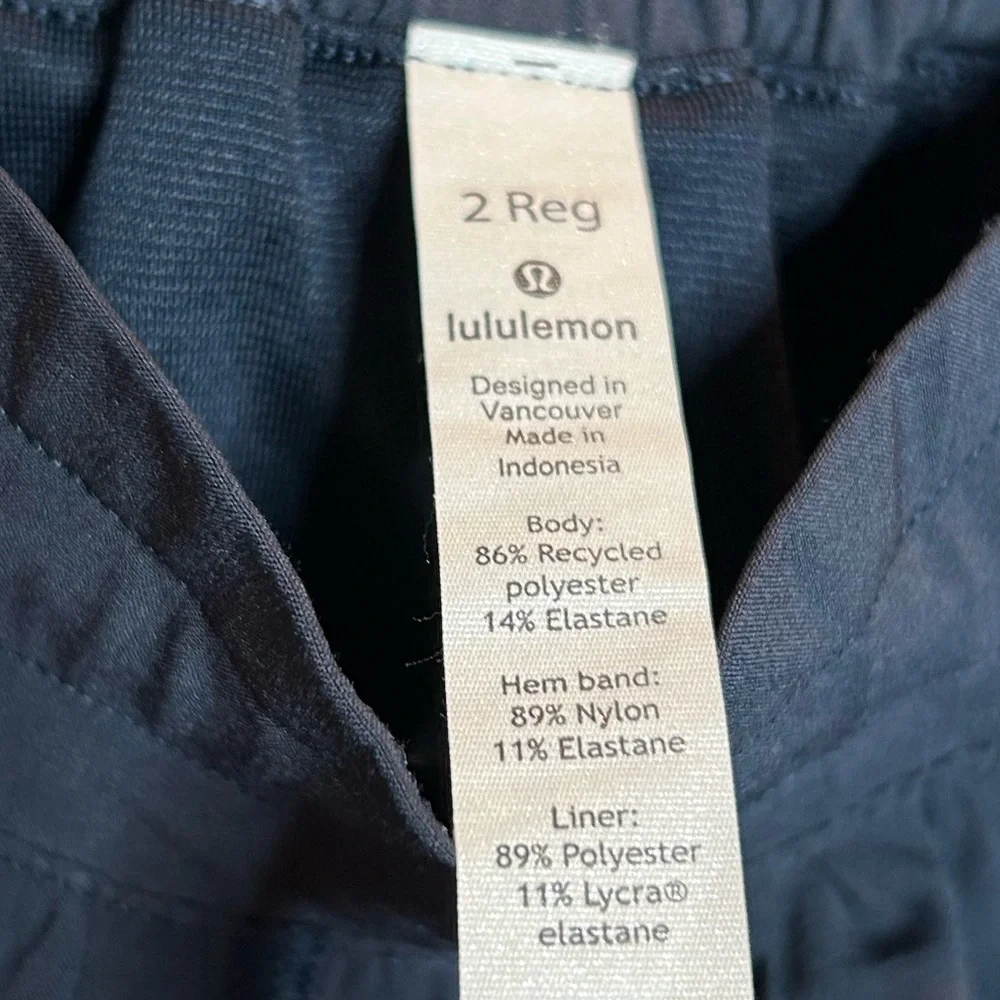 2 Reg
lululemon
Designed in
Vancouver
Made in
Indonesia
Body:
86% Recycled
polyester
14% Elastane
Hem band:
89% Nylon
11% Elastane
Liner:
89% Polyester
11% Lycra®
elastane